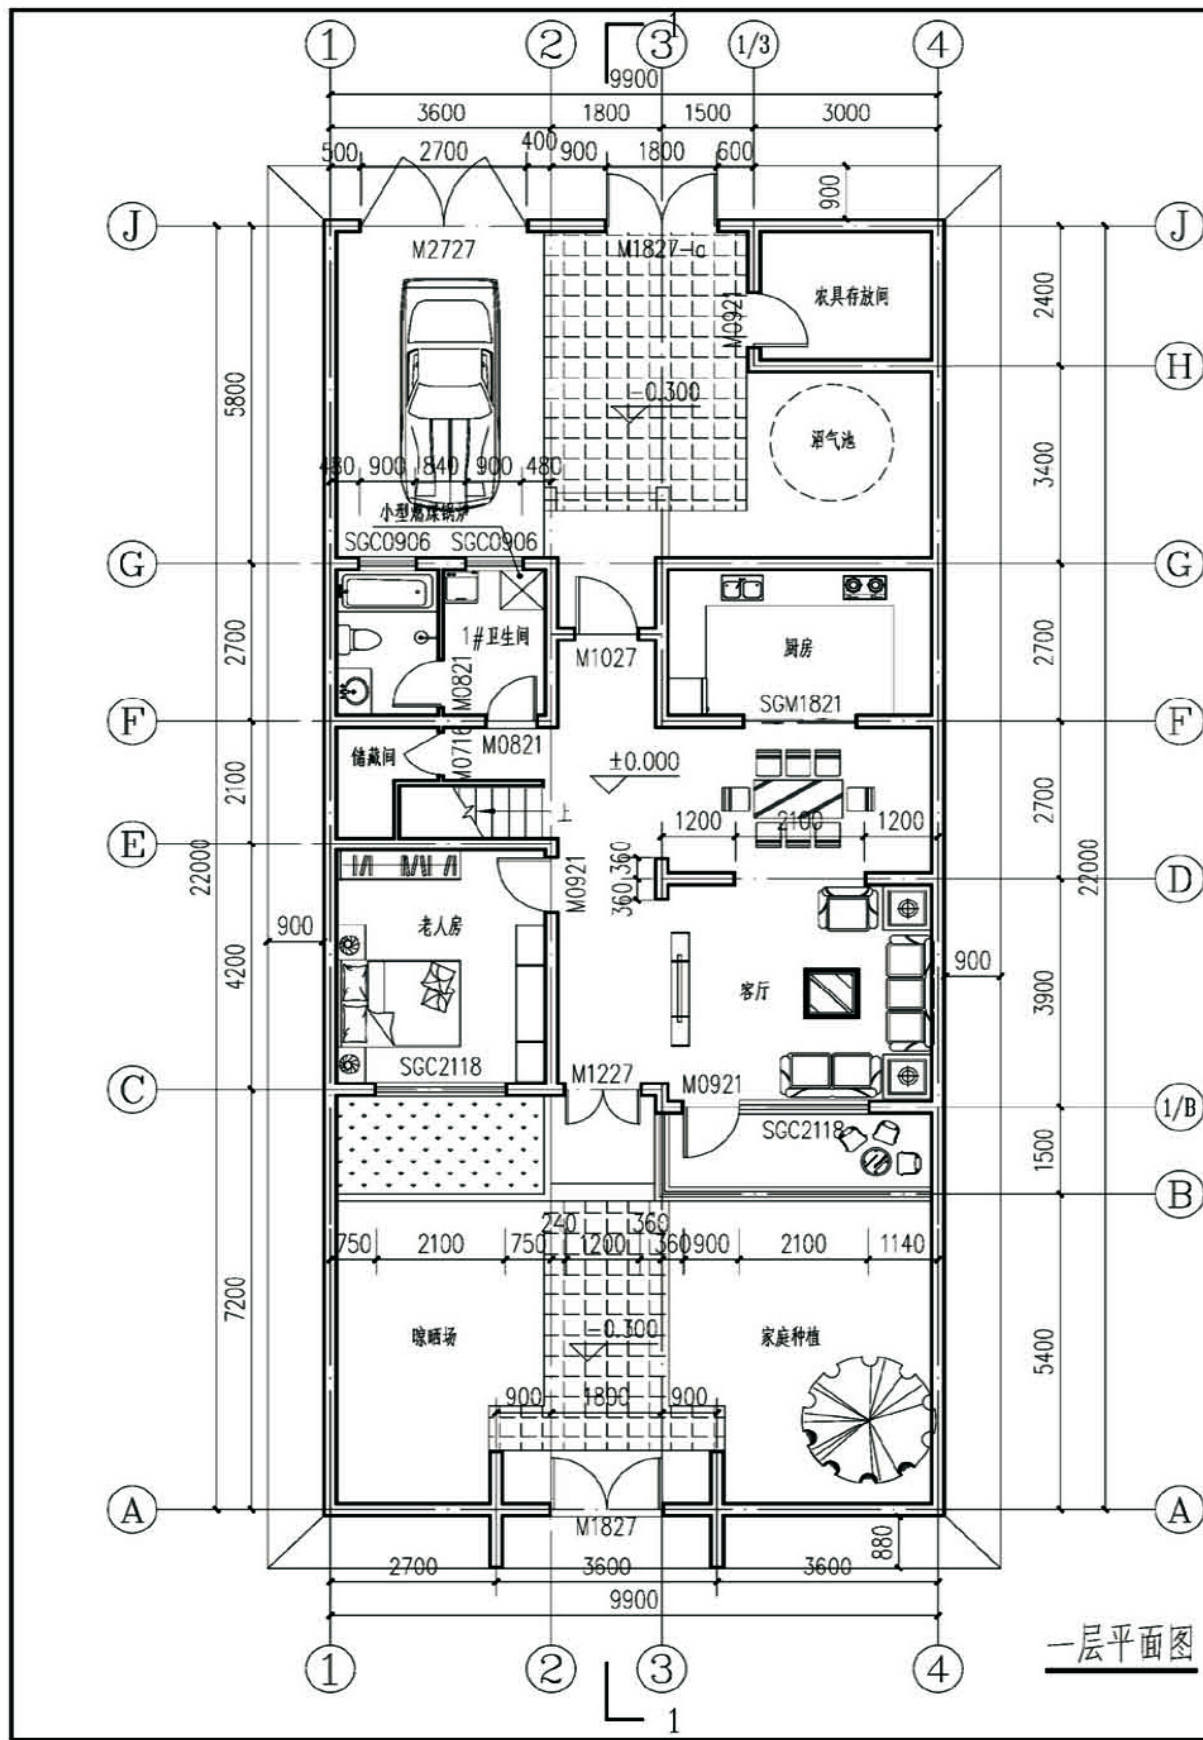 1 2 3 1/3 4
1
9900
3600 1800 1500 3000
500 2700 400 900 1800 600
900
J J
M2727 M1827-1a
农具存放间
M0921
2400
H
5800
-0.300
沼气池
3400
480 900 840 900 480
小型燃煤锅炉
SGC0906 SGC0906
G G
2700
1#卫生间
厨房
2700
M1027
M0821
SGM1821
F F
M0821
储藏间
M0716
±0.000
2100
上
2700
1200 2100 1200
E
22000 22000
360
360
M0921
D
900
老人房
4200
客厅
900
3900
SGC2118
M1227
M0921
C
1/B
SGC2118
1500
B
240 360
750 2100 750 1200 360 900 2100 1140
7200
晾晒场
-0.300
家庭种植
5400
900 1800 900
A A
M1827
880
2700 3600 3600
9900
一层平面图
1 2 3 4
1